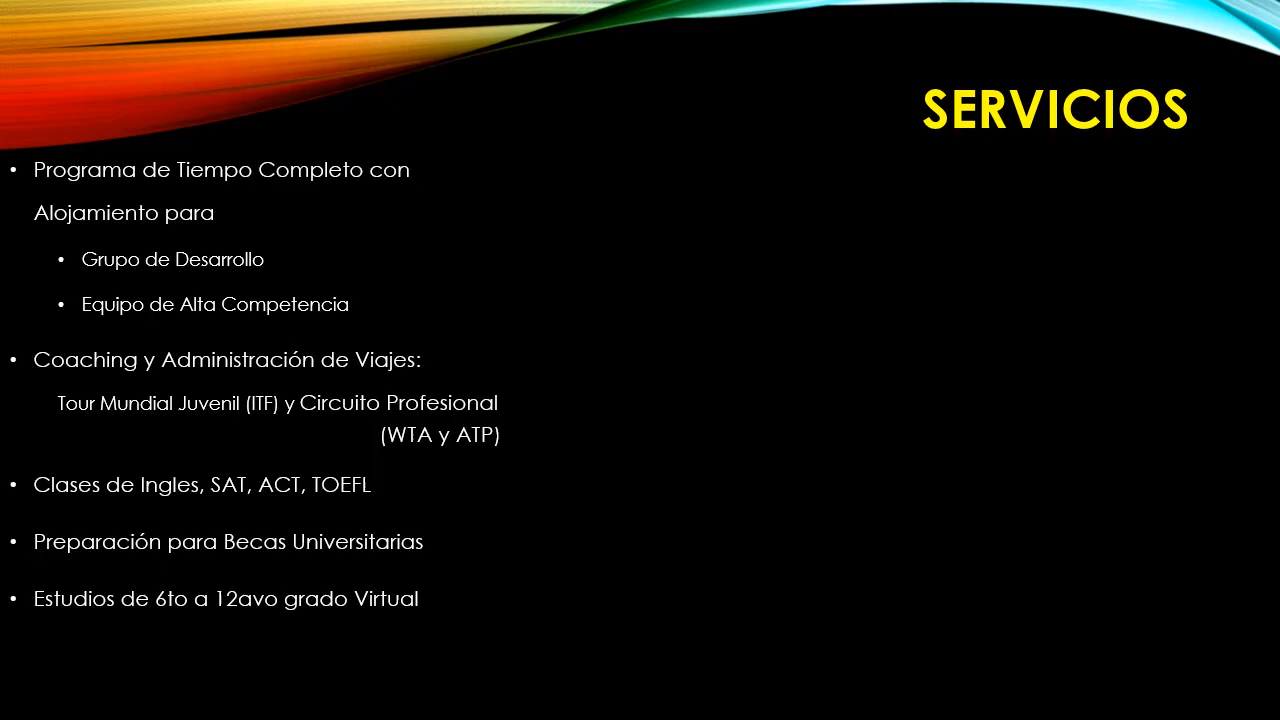 SERVICIOS
• Programa de Tiempo Completo con
Alojamiento para
• Grupo de Desarrollo
• Equipo de Alta Competencia
• Coaching y Administración de Viajes:
Tour Mundial Juvenil (ITF) y Circuito Profesional
(WTA y ATP)
• Clases de Ingles, SAT, ACT, TOEFL
• Preparación para Becas Universitarias
• Estudios de 6to a 12avo grado Virtual